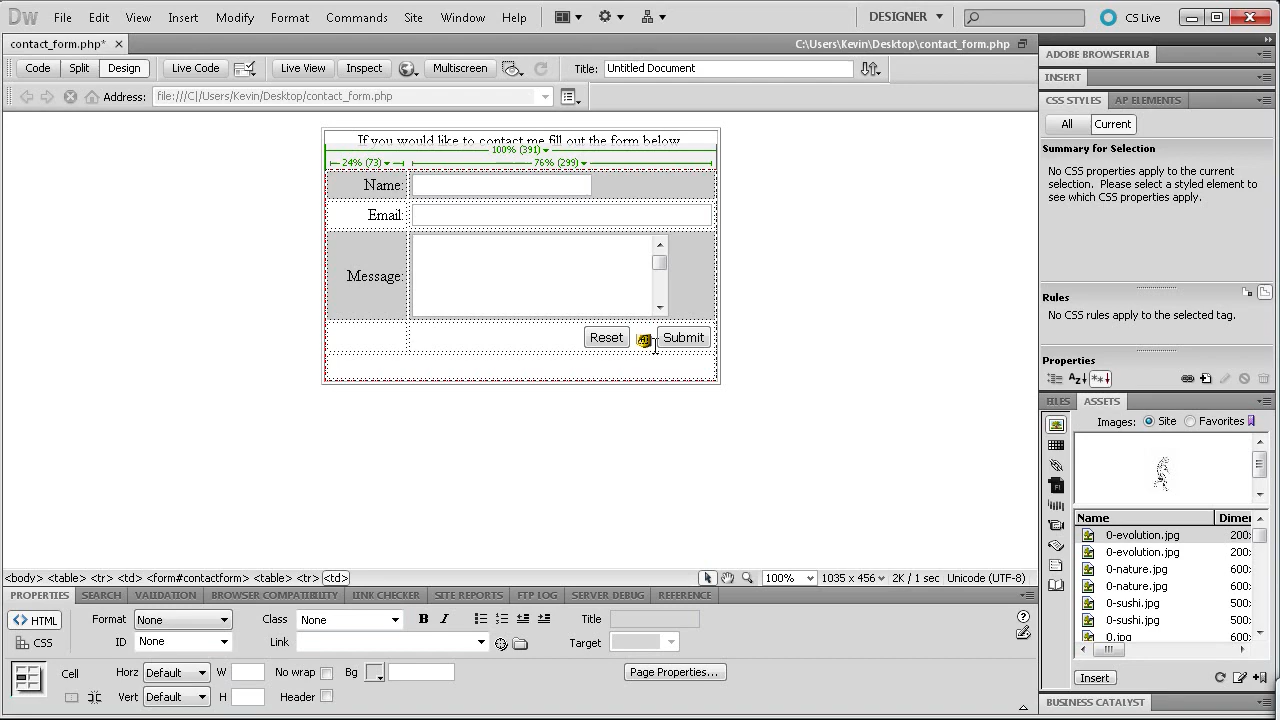 Dw File Edit View Insert Modify Format Commands Site Window Help DESIGNER CS Live
contact_form.php* C:\Users\Kevin\Desktop\contact_form.php
Code Split Design Live Code Live View Inspect Multiscreen Title: Untitled Document
Address: file:///C|/Users/Kevin/Desktop/contact_form.php
If you would like to contact me fill out the form below
100% (391)
24% (73) 76% (299)
Name:
Email:
Message:
Reset Submit
<body> <table> <tr> <td> <form#contactform> <table> <tr> <td> 100% 1035 x 456 2K / 1 sec Unicode (UTF-8)
PROPERTIES SEARCH VALIDATION BROWSER COMPATIBILITY LINK CHECKER SITE REPORTS FTP LOG SERVER DEBUG REFERENCE
<> HTML Format None Class None B I Title
CSS ID None Link Target
Cell Horz Default W No wrap Bg Page Properties...
Vert Default H Header
ADOBE BROWSERLAB
INSERT
CSS STYLES AP ELEMENTS
All Current
Summary for Selection
No CSS properties apply to the current
selection. Please select a styled element to
see which CSS properties apply.
Rules
No CSS rules apply to the selected tag.
Properties
FILES ASSETS
Images: Site Favorites
Name Dimer
0-evolution.jpg 200:
0-evolution.jpg 200:
0-nature.jpg 600:
0-nature.jpg 600:
0-sushi.jpg 500:
0-sushi.jpg 500:
0.jpg 600:
Insert
BUSINESS CATALYST